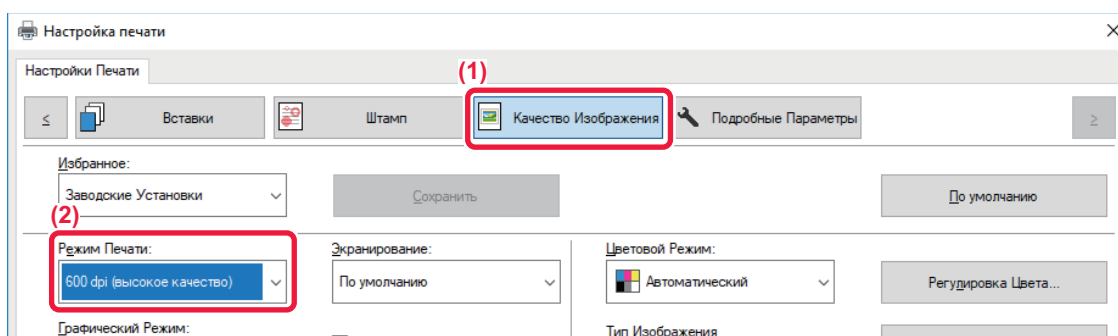 Настройка печати
Настройки Печати
(1)
Вставки
Штамп
Качество Изображения
Подробные Параметры
Избранное:
Заводские Установки
Сохранить
По умолчанию
(2)
Режим Печати:
Экранирование:
Цветовой Режим:
600 dpi (высокое качество)
По умолчанию
Автоматический
Регулировка Цвета...
Графический Режим:
Тип Изображения